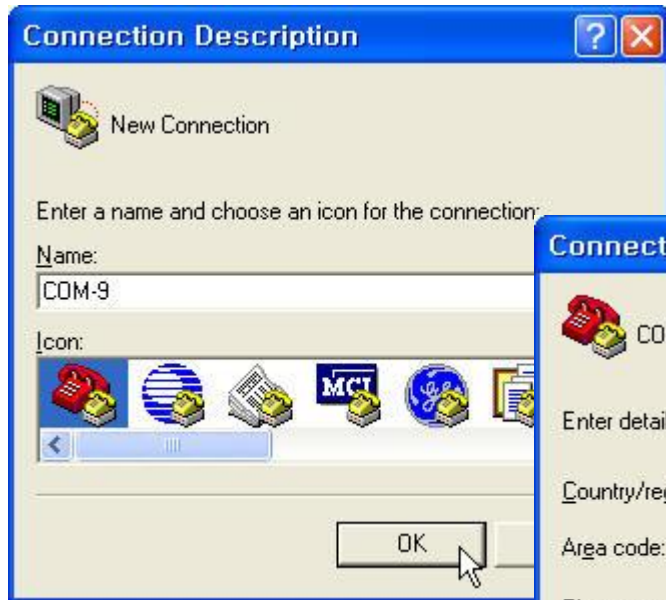 Connection Description
New Connection
Enter a name and choose an icon for the connection:
Name:
COM-9
Icon:
MCI
OK
Connect
CO
Enter detai
Country/reg
Area code: